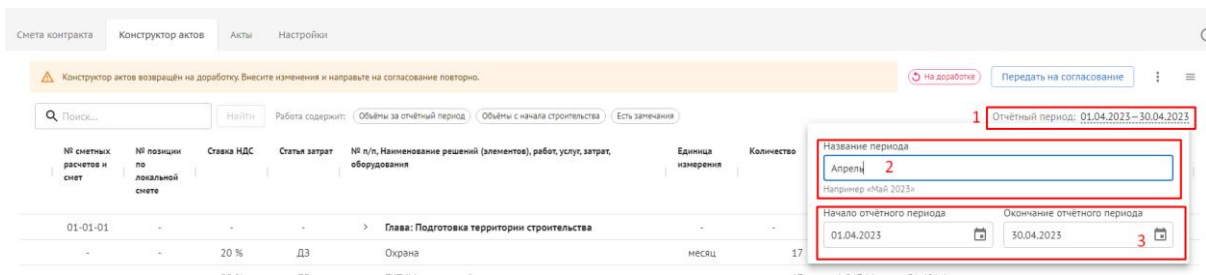 Смета контракта Конструктор актов Акты Настройки
Конструктор актов возвращён на доработку. Внесите изменения и направьте на согласование повторно. На доработке Передать на согласование
Поиск... Найти Работа содержит: Объёмы за отчётный период Объёмы с начала строительства Есть замечания 1 Отчётный период: 01.04.2023—30.04.2023
№ сметных расчетов и смет
№ позиции по локальной смете
Ставка НДС
Статья затрат
№ п/п, Наименование решений (элементов), работ, услуг, затрат, оборудования
Единица измерения
Количество
Название периода
Апрель 2
Например «Май 2023»
Начало отчётного периода Окончание отчётного периода
01.04.2023 30.04.2023 3
01-01-01 - - - > Глава: Подготовка территории строительства - -
- - 20 % ДЗ Охрана месяц 17